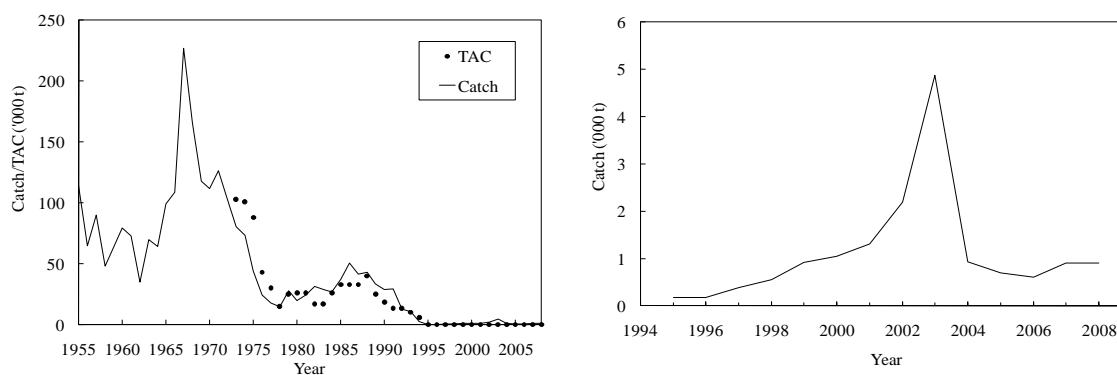 250
200
150
100
50
0
Catch/TAC ('000 t)
TAC
Catch
1955 1960 1965 1970 1975 1980 1985 1990 1995 2000 2005
Year
6
5
4
3
2
1
0
Catch ('000 t)
1994 1996 1998 2000 2002 2004 2006 2008
Year